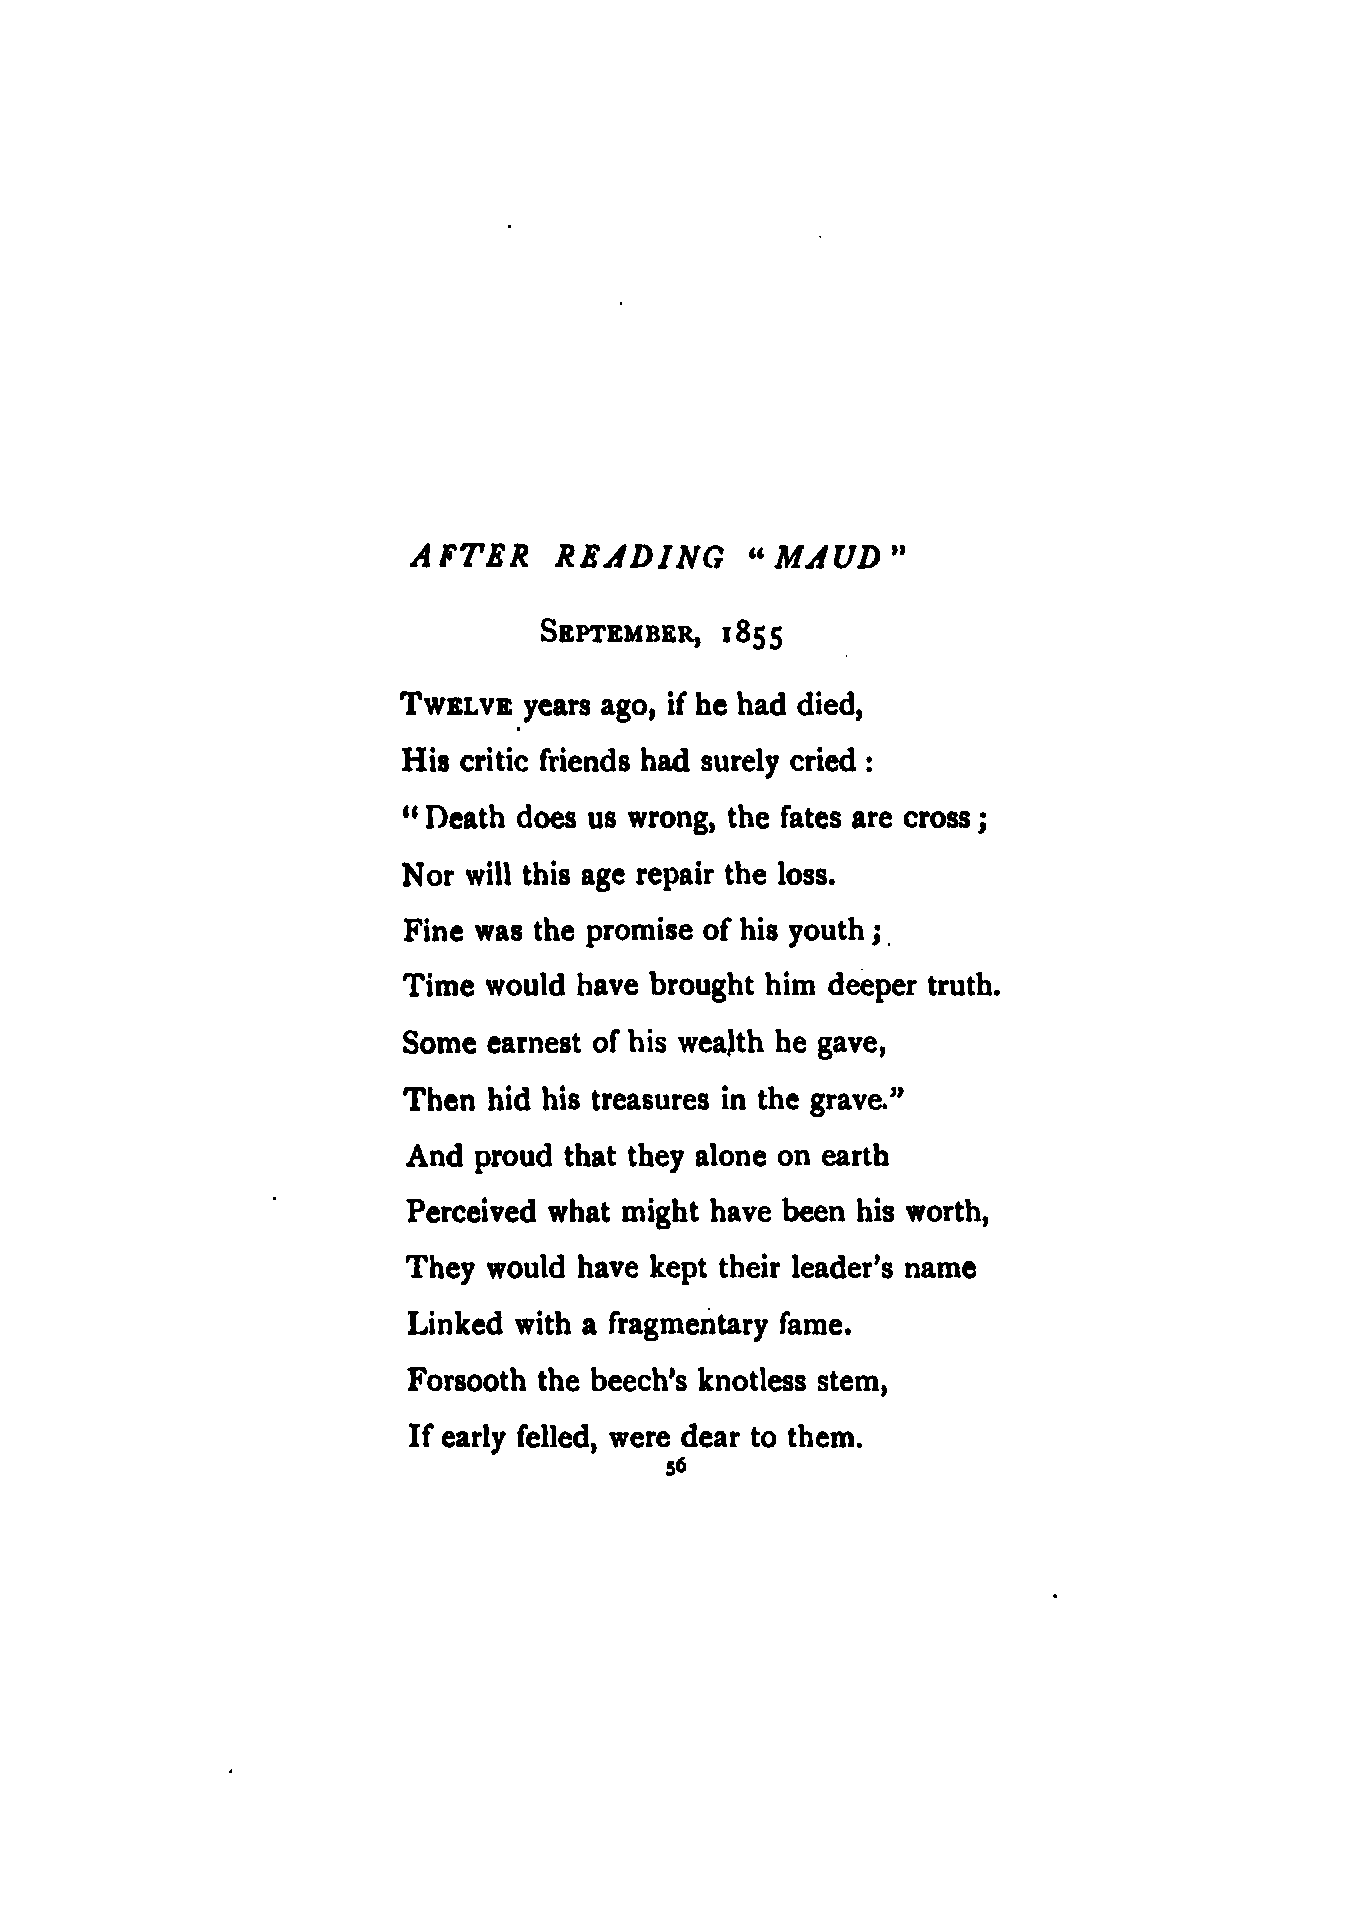 AFTER READING “MAUD”
SEPTEMBER, 1855
TWELVE years ago, if he had died,
His critic friends had surely cried :
“Death does us wrong, the fates are cross ;
Nor will this age repair the loss.
Fine was the promise of his youth ;
Time would have brought him deeper truth.
Some earnest of his wealth he gave,
Then hid his treasures in the grave.”
And proud that they alone on earth
Perceived what might have been his worth,
They would have kept their leader's name
Linked with a fragmentary fame.
Forsooth the beech's knotless stem,
If early felled, were dear to them.
56